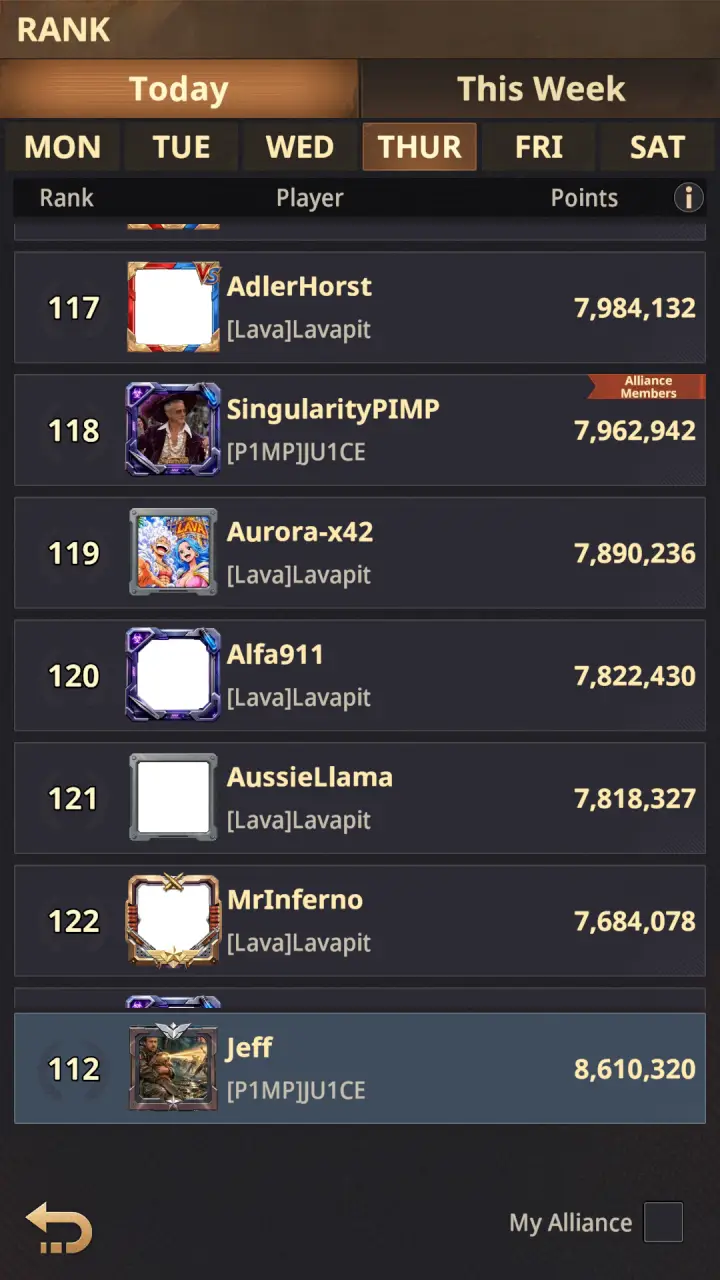 RANK
Today
This Week
MON
TUE
WED
THUR
FRI
SAT
Rank
Player
Points
117
VS
AdlerHorst
[Lava]Lavapit
7,984,132
Alliance
Members
118
SingularityPIMP
[P1MP]JU1CE
7,962,942
119
LAVA
Aurora-x42
[Lava]Lavapit
7,890,236
120
Alfa911
[Lava]Lavapit
7,822,430
121
AussieLlama
[Lava]Lavapit
7,818,327
122
MrInferno
[Lava]Lavapit
7,684,078
112
Jeff
[P1MP]JU1CE
8,610,320
My Alliance